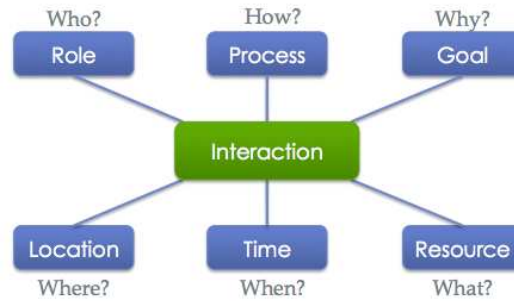 Who? How? Why?
Role Process Goal
Interaction
Location Time Resource
Where? When? What?